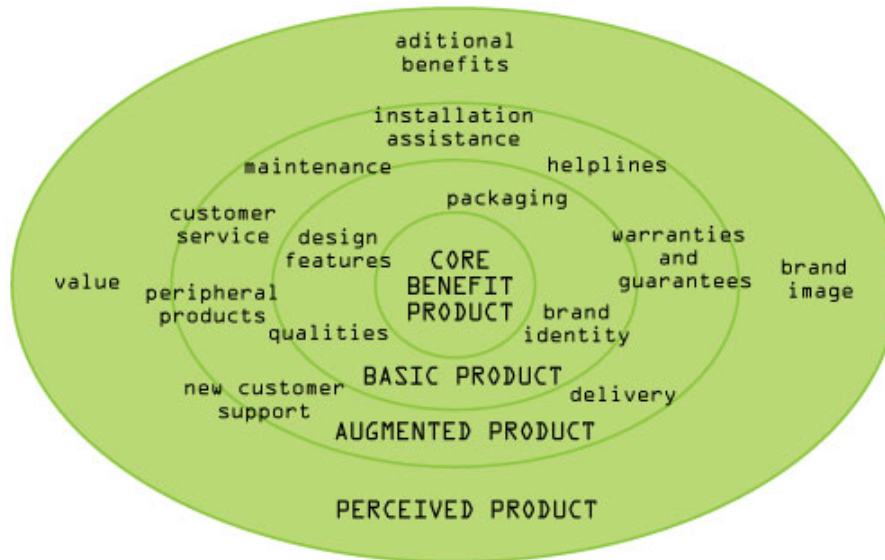 aditional
benefits
installation
assistance
maintenance
helplines
packaging
customer
service
design
features
warranties
and
guarantees
CORE
BENEFIT
PRODUCT
value
brand
image
peripheral
products
qualities
brand
identity
BASIC PRODUCT
new customer
support
delivery
AUGMENTED PRODUCT
PERCEIVED PRODUCT